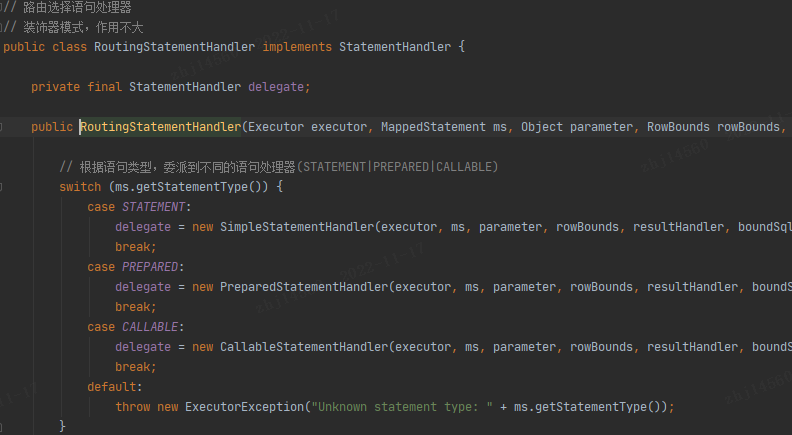 // 路由选择语句处理器
// 装饰器模式，作用不大
public class RoutingStatementHandler implements StatementHandler {
private final StatementHandler delegate;
public RoutingStatementHandler(Executor executor, MappedStatement ms, Object parameter, RowBounds rowBounds,
// 根据语句类型，委派到不同的语句处理器(STATEMENT|PREPARED|CALLABLE)
switch (ms.getStatementType()) {
case STATEMENT:
delegate = new SimpleStatementHandler(executor, ms, parameter, rowBounds, resultHandler, boundSql
break;
case PREPARED:
delegate = new PreparedStatementHandler(executor, ms, parameter, rowBounds, resultHandler, boundS
break;
case CALLABLE:
delegate = new CallableStatementHandler(executor, ms, parameter, rowBounds, resultHandler, boundS
break;
default:
throw new ExecutorException("Unknown statement type: " + ms.getStatementType());
}